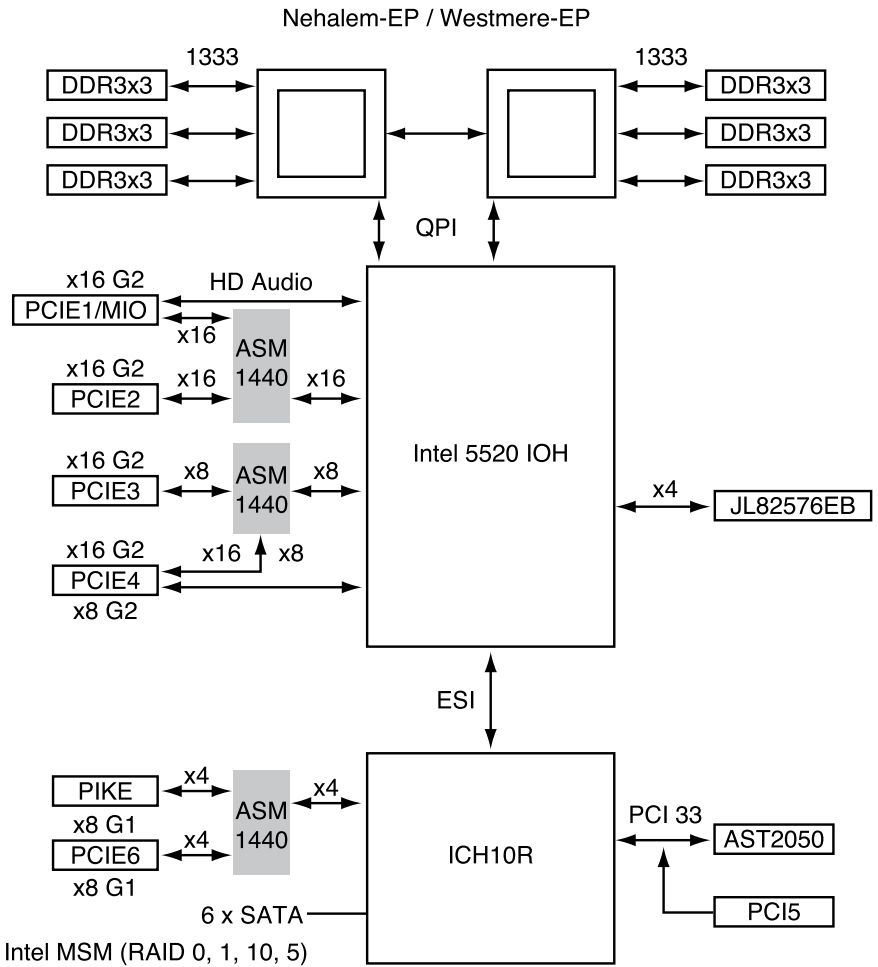 Nehalem-EP / Westmere-EP
1333
1333
DDR3x3
DDR3x3
DDR3x3
DDR3x3
DDR3x3
DDR3x3
QPI
x16 G2
HD Audio
PCIE1/MIO
x16
ASM
1440
x16 G2
x16
x16
PCIE2
Intel 5520 IOH
x16 G2
x8
ASM
1440
x8
PCIE3
x4
JL82576EB
x16 G2
x16
x8
PCIE4
x8 G2
ESI
x4
x4
PIKE
ASM
1440
x8 G1
x4
PCIE6
x8 G1
ICH10R
PCI 33
AST2050
PCI5
6 x SATA
Intel MSM (RAID 0, 1, 10, 5)